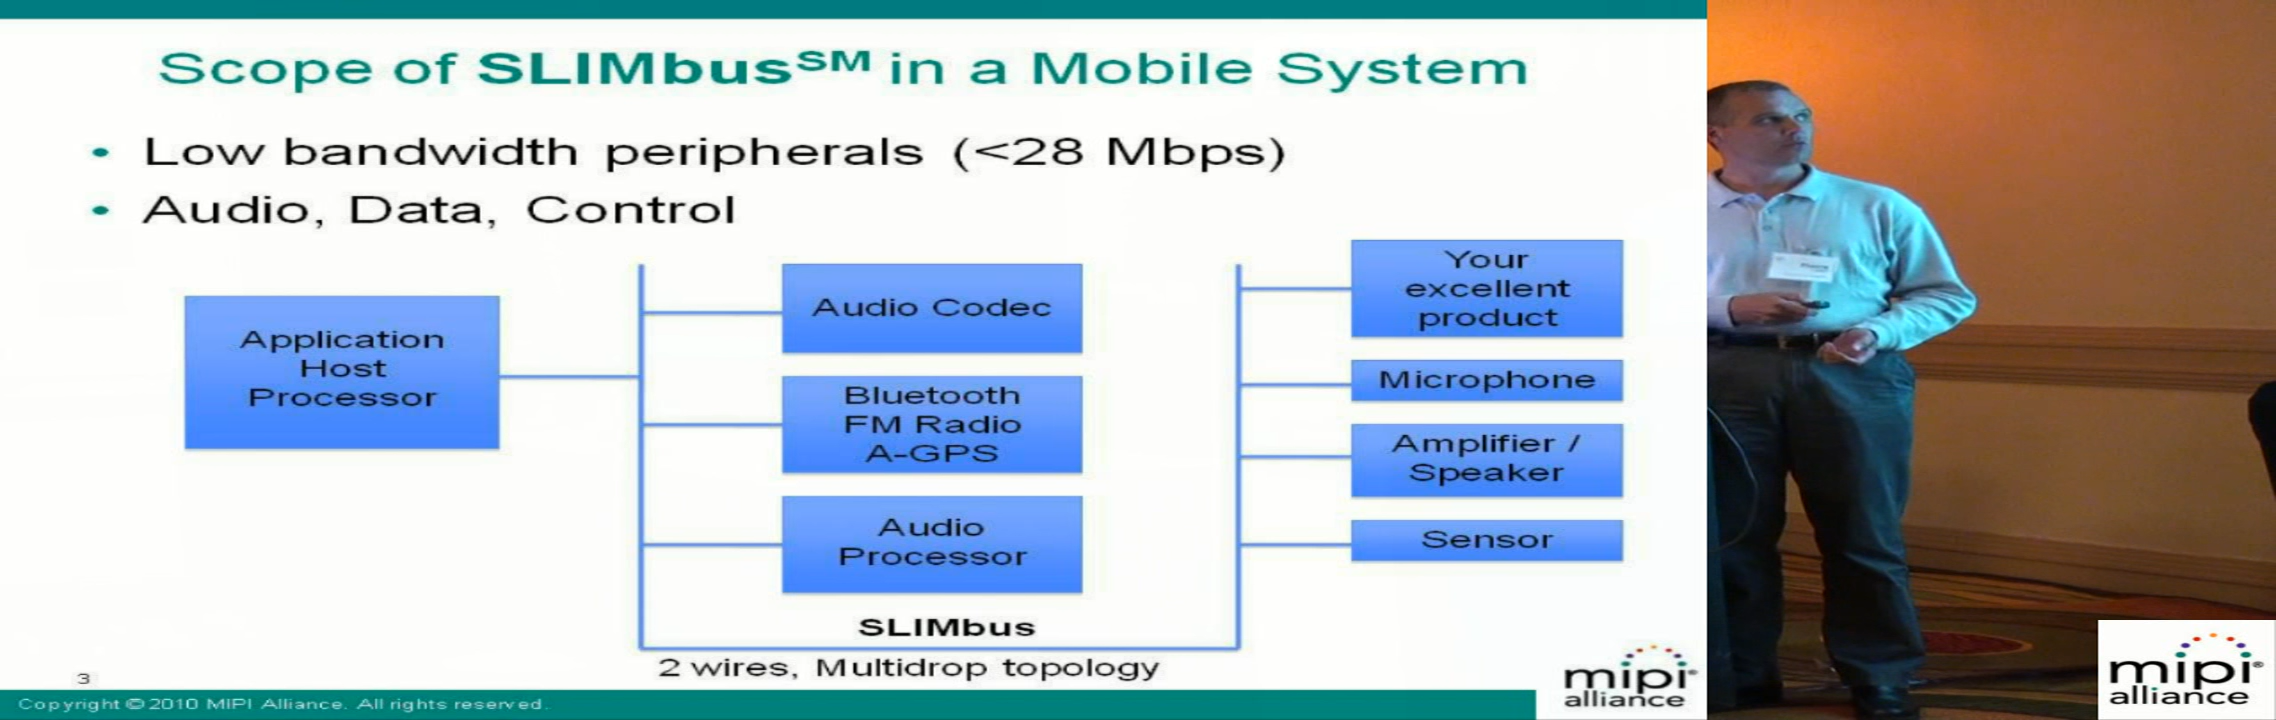 Scope of SLIMbusSM in a Mobile System
• Low bandwidth peripherals (<28 Mbps)
• Audio, Data, Control
Application
Host
Processor
Audio Codec
Bluetooth
FM Radio
A-GPS
Audio
Processor
Your
excellent
product
Microphone
Amplifier /
Speaker
Sensor
SLIMbus
2 wires, Multidrop topology
3
Copyright © 2010 MIPI Alliance. All rights reserved.
mipi®
alliance
mipi®
alliance